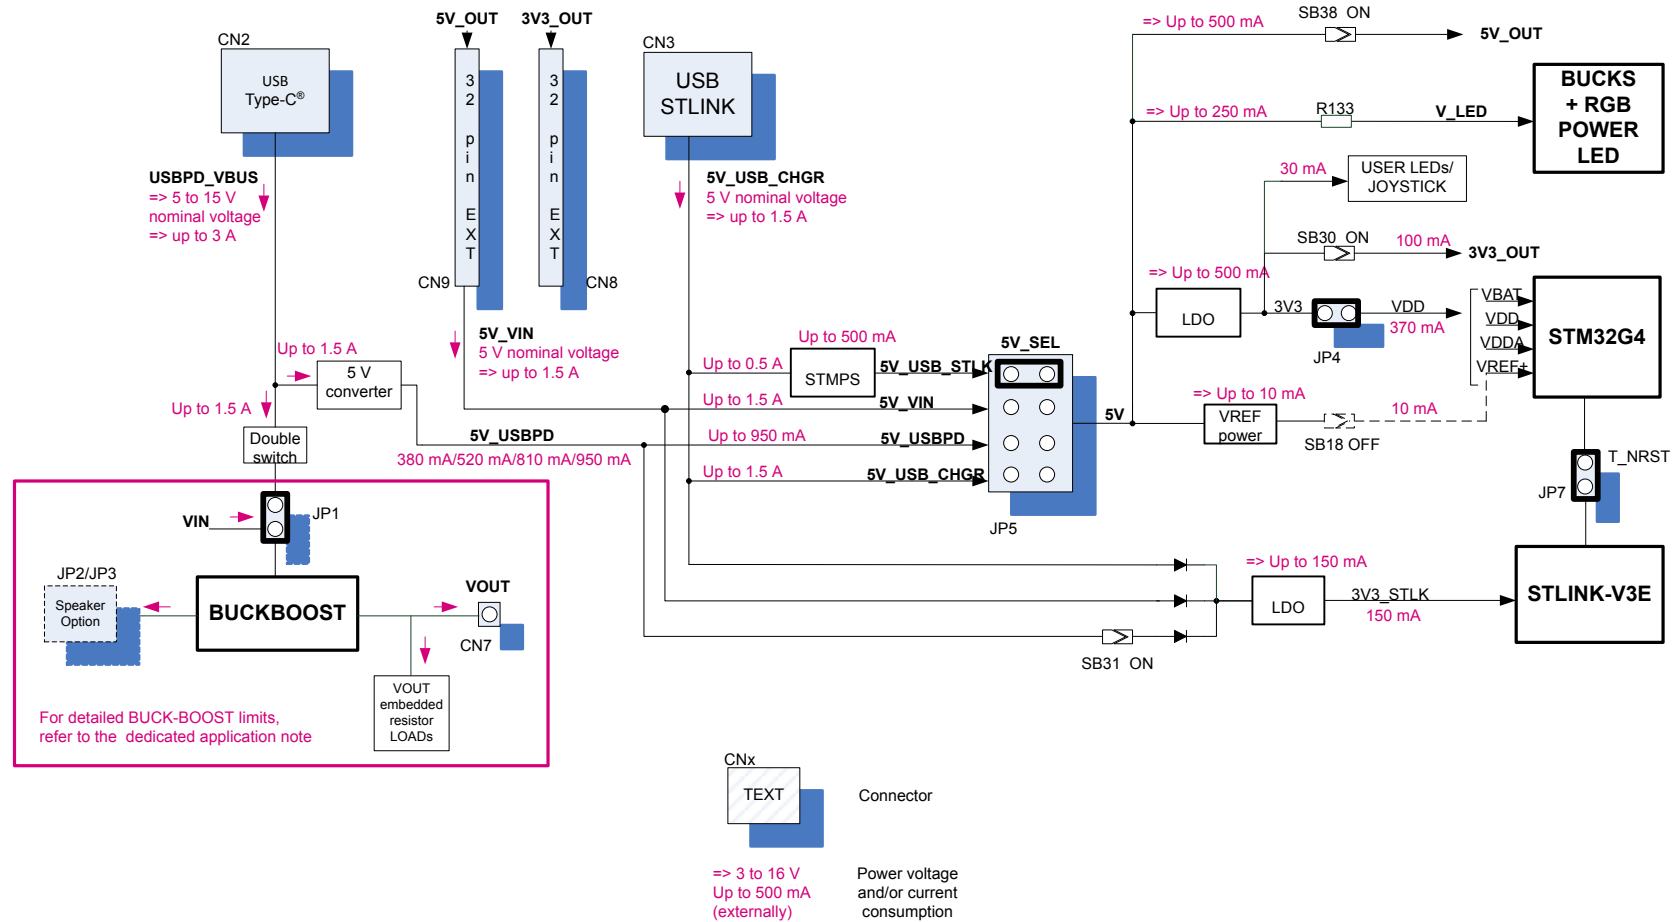 5V_OUT
3V3_OUT
CN2
USB
Type-C®
32 pin EXT
32 pin EXT
CN3
USB
STLINK
=> Up to 500 mA
SB38 ON
5V_OUT
BUCKS
+ RGB
POWER
LED
=> Up to 250 mA
R133
V_LED
USBPD_VBUS
=> 5 to 15 V
nominal voltage
=> up to 3 A
5V_USB_CHGR
5 V nominal voltage
=> up to 1.5 A
30 mA
USER LEDs/
JOYSTICK
SB30 ON
100 mA
3V3_OUT
CN9
CN8
=> Up to 500 mA
LDO
3V3
JP4
VDD
370 mA
VBAT
VDD
VDDA
VREF+
STM32G4
5V_VIN
5 V nominal voltage
=> up to 1.5 A
Up to 1.5 A
5 V
converter
Up to 1.5 A
Double
switch
Up to 500 mA
Up to 0.5 A
STMPS
5V_USB_STLK
5V_SEL
Up to 1.5 A
5V_VIN
5V
=> Up to 10 mA
VREF
power
SB18 OFF
10 mA
5V_USBPD
380 mA/520 mA/810 mA/950 mA
Up to 950 mA
5V_USBPD
Up to 1.5 A
5V_USB_CHGR
JP5
T_NRST
JP7
VIN
JP1
JP2/JP3
Speaker
Option
BUCKBOOST
VOUT
CN7
VOUT
embedded
resistor
LOADs
For detailed BUCK-BOOST limits,
refer to the dedicated application note
=> Up to 150 mA
LDO
3V3_STLK
150 mA
STLINK-V3E
SB31 ON
CNx
TEXT
Connector
=> 3 to 16 V
Up to 500 mA
(externally)
Power voltage
and/or current
consumption